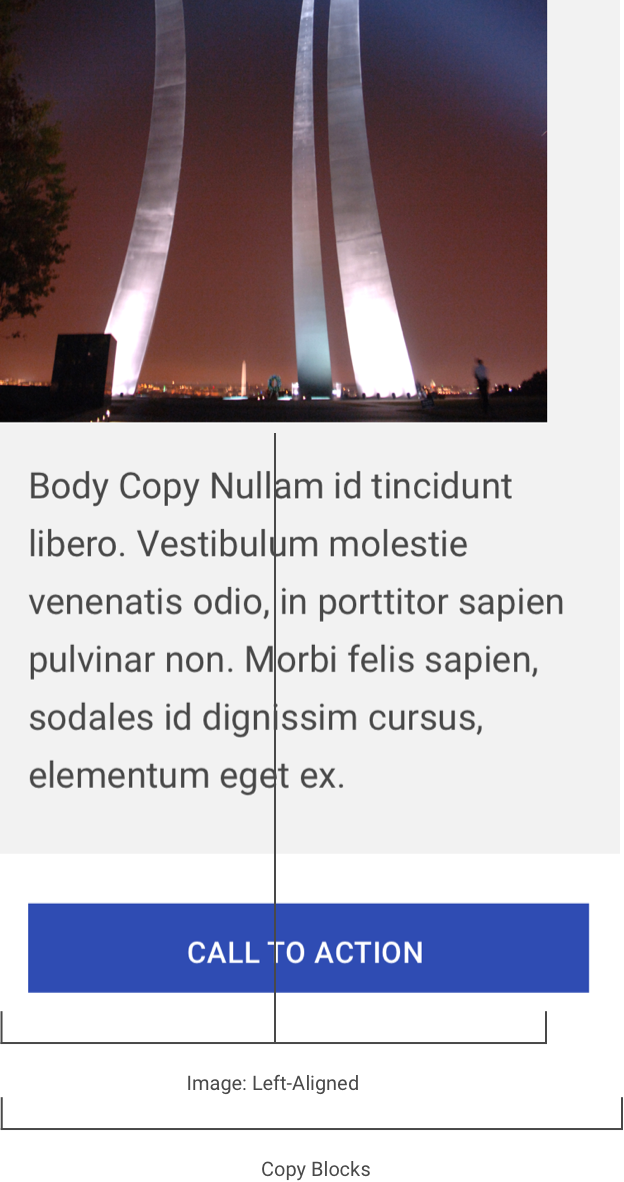 Body Copy Nullam id tincidunt
libero. Vestibulum molestie
venenatis odio, in porttitor sapien
pulvinar non. Morbi felis sapien,
sodales id dignissim cursus,
elementum eget ex.
CALL TO ACTION
Image: Left-Aligned
Copy Blocks